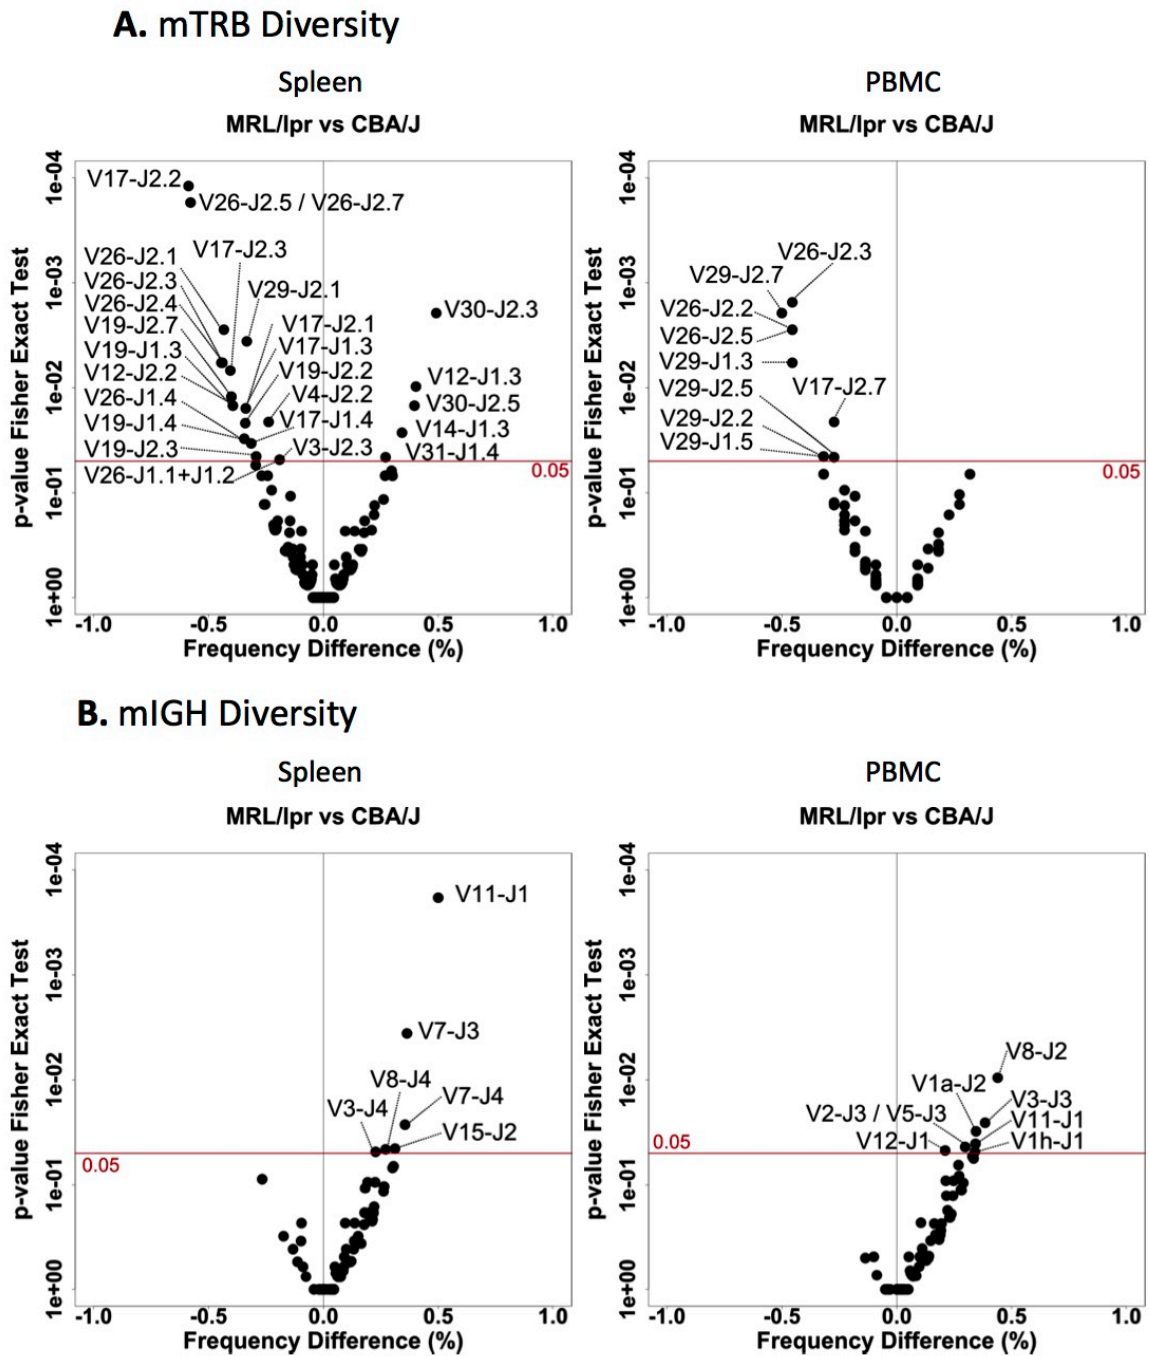 A. mTRB Diversity
Spleen
MRL/lpr vs CBA/J
p-value Fisher Exact Test
1e-04
1e-03
1e-02
1e-01
1e+00
V17-J2.2
V26-J2.5 / V26-J2.7
V17-J2.3
V26-J2.1
V26-J2.3
V26-J2.4
V19-J2.7
V19-J1.3
V12-J2.2
V26-J1.4
V19-J1.4
V19-J2.3
V26-J1.1+J1.2
V29-J2.1
V17-J2.1
V17-J1.3
V19-J2.2
V4-J2.2
V17-J1.4
V3-J2.3
V30-J2.3
V12-J1.3
V30-J2.5
V14-J1.3
V31-J1.4
0.05
-1.0 -0.5 0.0 0.5 1.0
Frequency Difference (%)
PBMC
MRL/lpr vs CBA/J
p-value Fisher Exact Test
1e-04
1e-03
1e-02
1e-01
1e+00
V26-J2.3
V29-J2.7
V26-J2.2
V26-J2.5
V29-J1.3
V29-J2.5
V17-J2.7
V29-J2.2
V29-J1.5
0.05
-1.0 -0.5 0.0 0.5 1.0
Frequency Difference (%)
B. mIGH Diversity
Spleen
MRL/lpr vs CBA/J
p-value Fisher Exact Test
1e-04
1e-03
1e-02
1e-01
1e+00
V11-J1
V7-J3
V8-J4
V3-J4
V7-J4
V15-J2
0.05
-1.0 -0.5 0.0 0.5 1.0
Frequency Difference (%)
PBMC
MRL/lpr vs CBA/J
p-value Fisher Exact Test
1e-04
1e-03
1e-02
1e-01
1e+00
V8-J2
V1a-J2
V3-J3
V2-J3 / V5-J3
V11-J1
V12-J1
V1h-J1
0.05
-1.0 -0.5 0.0 0.5 1.0
Frequency Difference (%)